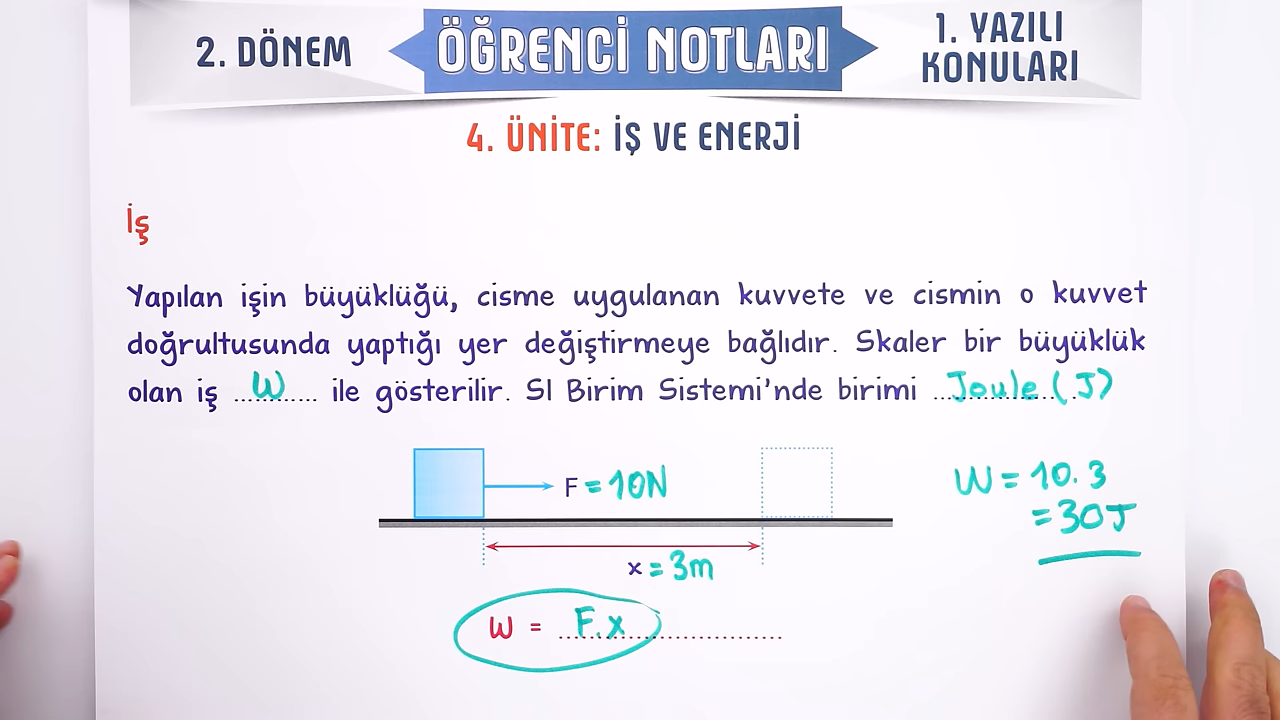 2. DÖNEM
ÖĞRENCİ NOTLARI
1. YAZILI
KONULARI
4. ÜNİTE: İŞ VE ENERJİ
İş
Yapılan işin büyüklüğü, cisme uygulanan kuvvete ve cismin o kuvvet
doğrultusunda yaptığı yer değiştirmeye bağlıdır. Skaler bir büyüklük
olan iş W ile gösterilir. SI Birim Sistemi'nde birimi Joule (J)
F = 10N
x = 3m
W = F.x
W = 10.3
= 30J